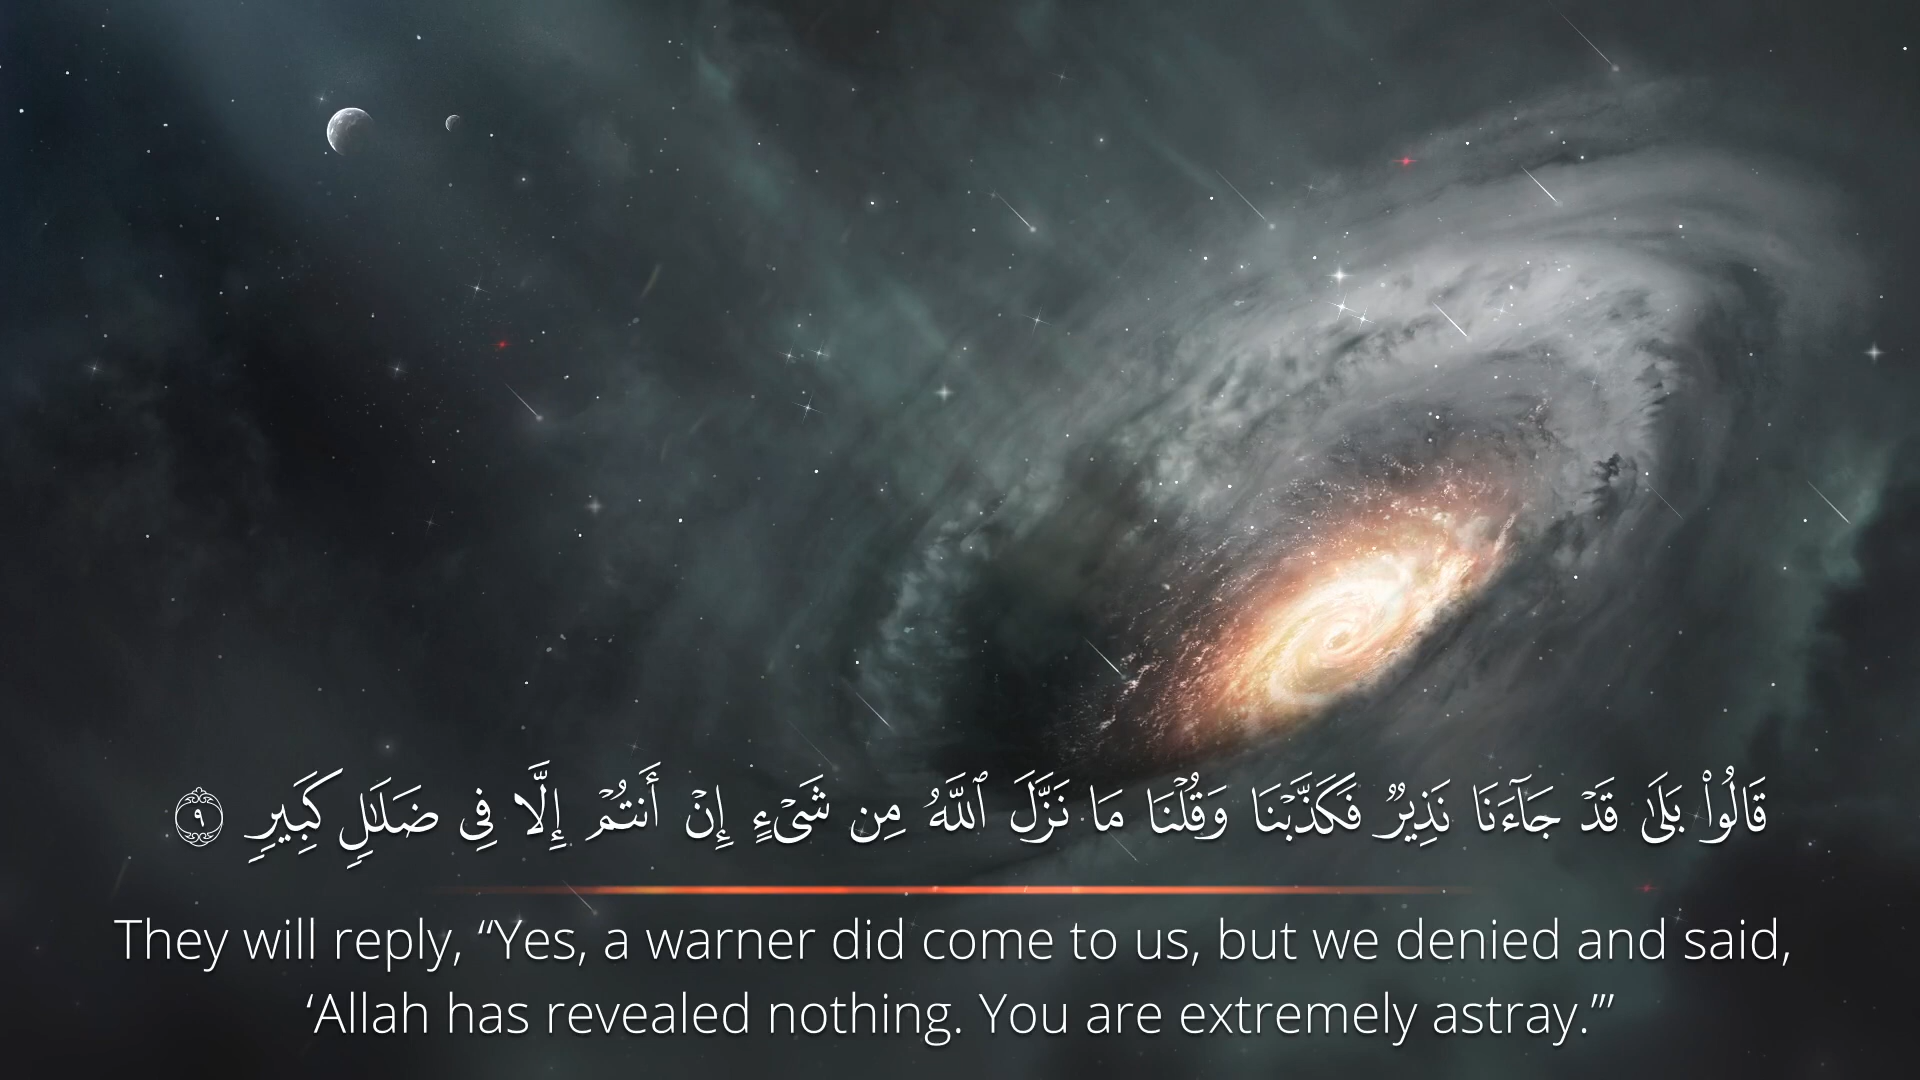 قَالُوا۟ بَلَىٰ قَدْ جَآءَنَا نَذِيرٌ فَكَذَّبْنَا وَقُلْنَا مَا نَزَّلَ ٱللَّهُ مِن شَىْءٍ إِنْ أَنتُمْ إِلَّا فِى ضَلَـٰلٍ كَبِيرٍ ٩
They will reply, “Yes, a warner did come to us, but we denied and said,
‘Allah has revealed nothing. You are extremely astray.’”